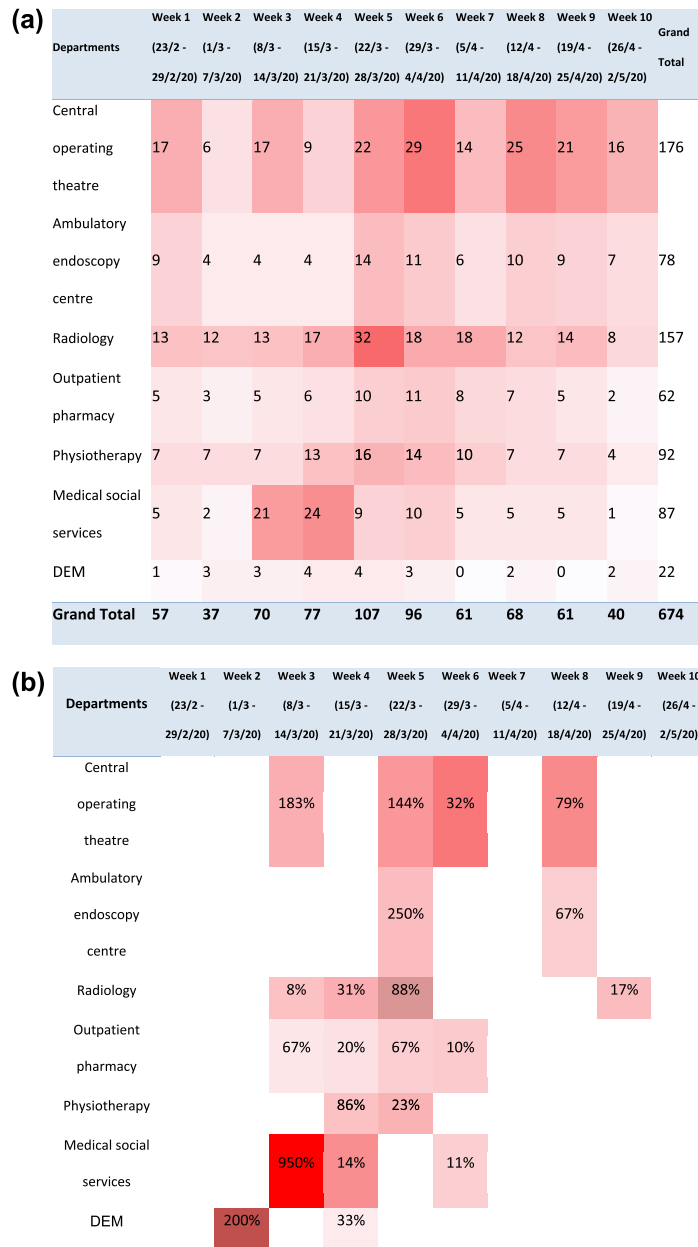 (a)
Departments Week 1 Week 2 Week 3 Week 4 Week 5 Week 6 Week 7 Week 8 Week 9 Week 10 Grand Total
(23/2 - (1/3 - (8/3 - (15/3 - (22/3 - (29/3 - (5/4 - (12/4 - (19/4 - (26/4 -
29/2/20) 7/3/20) 14/3/20) 21/3/20) 28/3/20) 4/4/20) 11/4/20) 18/4/20) 25/4/20) 2/5/20)
Central
operating 17 6 17 9 22 29 14 25 21 16 176
theatre
Ambulatory
endoscopy 9 4 4 4 14 11 6 10 9 7 78
centre
Radiology 13 12 13 17 32 18 18 12 14 8 157
Outpatient
5 3 5 6 10 11 8 7 5 2 62
pharmacy
Physiotherapy 7 7 7 13 16 14 10 7 7 4 92
Medical social
5 2 21 24 9 10 5 5 5 1 87
services
DEM 1 3 3 4 4 3 0 2 0 2 22
Grand Total 57 37 70 77 107 96 61 68 61 40 674
(b)
Week 1 Week 2 Week 3 Week 4 Week 5 Week 6 Week 7 Week 8 Week 9 Week 10
Departments (23/2 - (1/3 - (8/3 - (15/3 - (22/3 - (29/3 - (5/4 - (12/4 - (19/4 - (26/4 -
29/2/20) 7/3/20) 14/3/20) 21/3/20) 28/3/20) 4/4/20) 11/4/20) 18/4/20) 25/4/20) 2/5/20)
Central
operating 183% 144% 32% 79%
theatre
Ambulatory
endoscopy 250% 67%
centre
Radiology 8% 31% 88% 17%
Outpatient
67% 20% 67% 10%
pharmacy
Physiotherapy 86% 23%
Medical social
950% 14% 11%
services
DEM 200% 33%